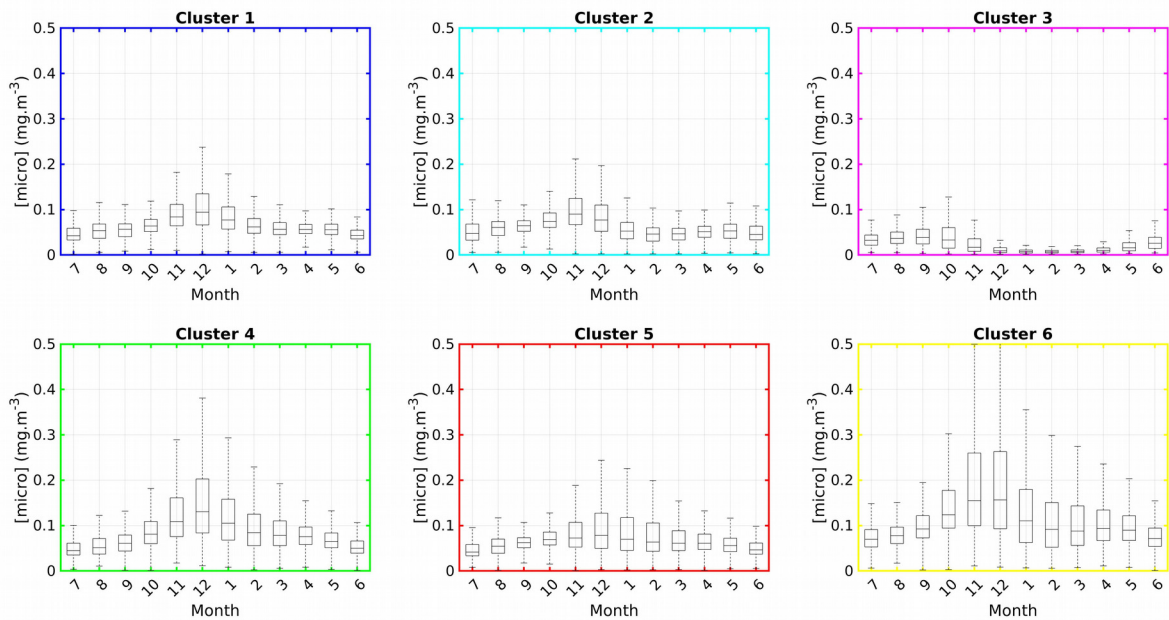 Cluster 1
0.5
0.4
0.3
0.2
0.1
0
[micro] (mg.m-3)
7 8 9 10 11 12 1 2 3 4 5 6
Month
Cluster 2
0.5
0.4
0.3
0.2
0.1
0
[micro] (mg.m-3)
7 8 9 10 11 12 1 2 3 4 5 6
Month
Cluster 3
0.5
0.4
0.3
0.2
0.1
0
[micro] (mg.m-3)
7 8 9 10 11 12 1 2 3 4 5 6
Month
Cluster 4
0.5
0.4
0.3
0.2
0.1
0
[micro] (mg.m-3)
7 8 9 10 11 12 1 2 3 4 5 6
Month
Cluster 5
0.5
0.4
0.3
0.2
0.1
0
[micro] (mg.m-3)
7 8 9 10 11 12 1 2 3 4 5 6
Month
Cluster 6
0.5
0.4
0.3
0.2
0.1
0
[micro] (mg.m-3)
7 8 9 10 11 12 1 2 3 4 5 6
Month